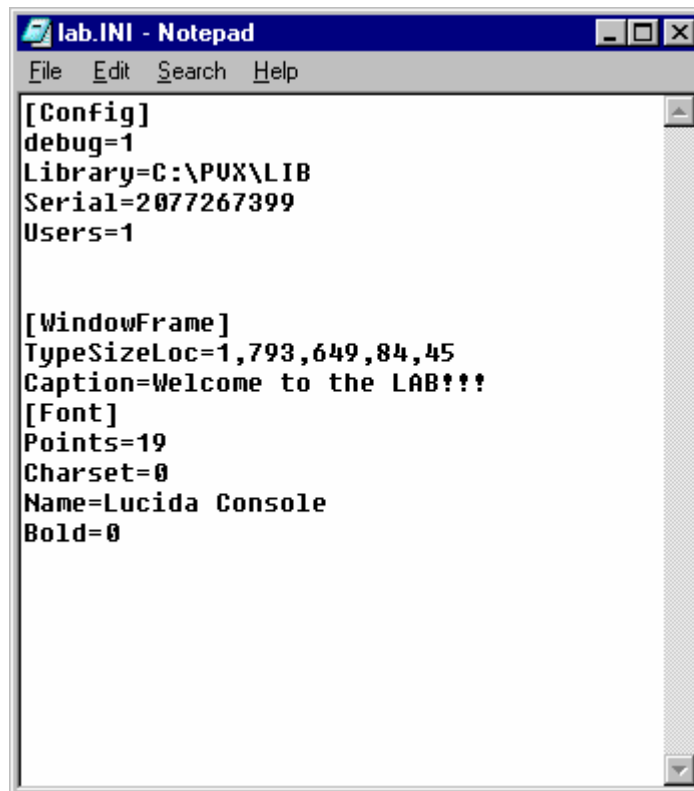 lab.INI - Notepad
File Edit Search Help
[Config]
debug=1
Library=C:\PVX\LIB
Serial=2077267399
Users=1
[WindowFrame]
TypeSizeLoc=1,793,649,84,45
Caption=Welcome to the LAB!!!
[Font]
Points=19
Charset=0
Name=Lucida Console
Bold=0